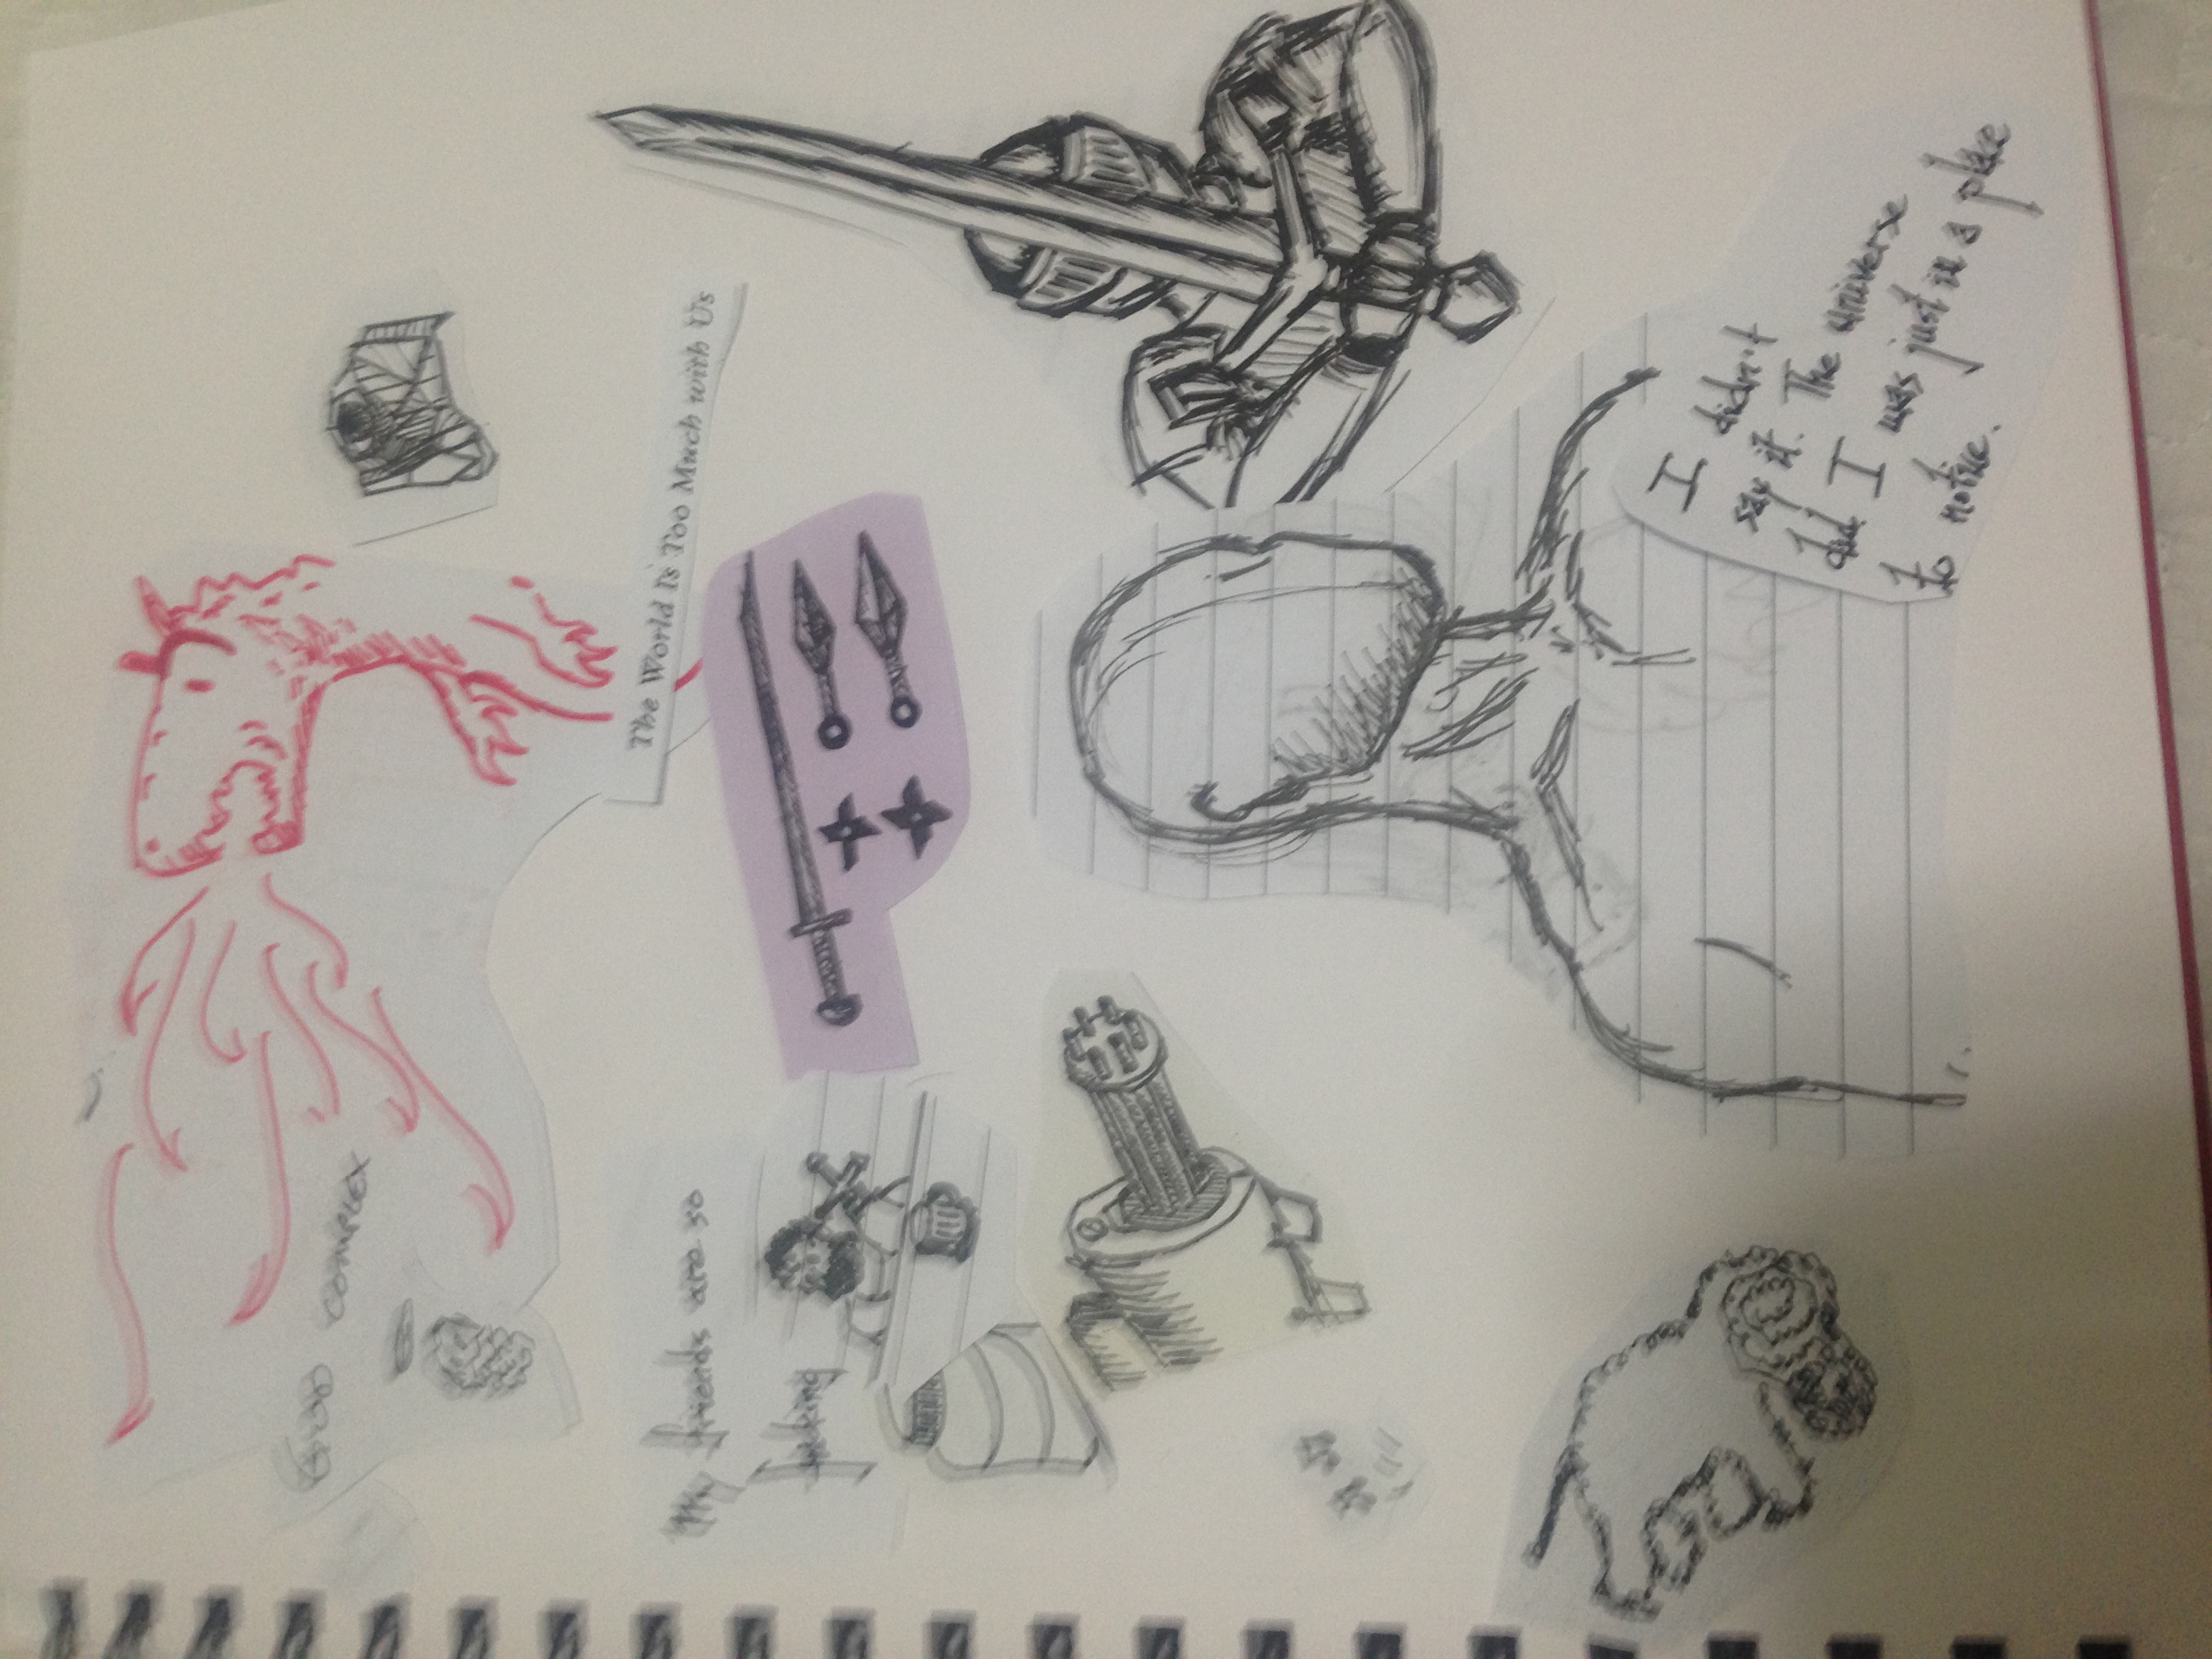 GOD COMPLEX
The World Is Too Much with Us
My friends are so
fucking
I didn't
say it. The universe
did. I was just in a place
to notice.